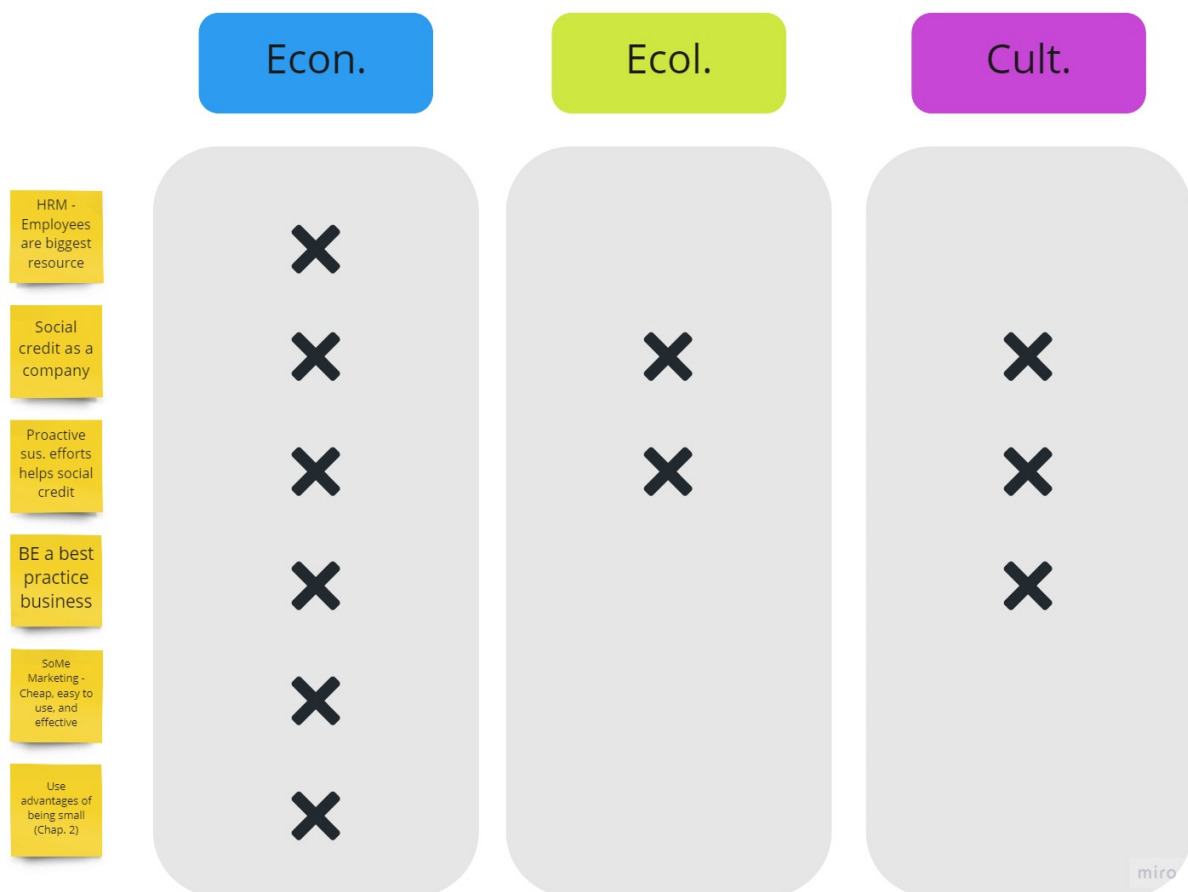 Econ.
Ecol.
Cult.
HRM -
Employees
are biggest
resource
Social
credit as a
company
Proactive
sus. efforts
helps social
credit
BE a best
practice
business
SoMe
Marketing -
Cheap, easy to
use, and
effective
Use
advantages of
being small
(Chap. 2)
miro